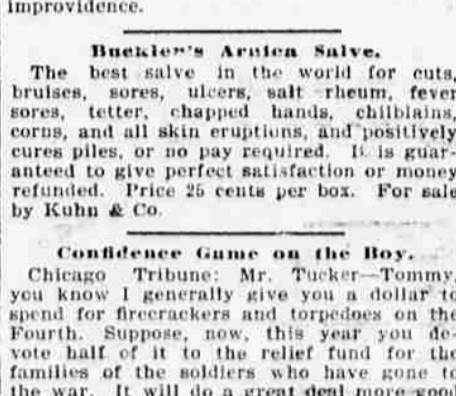 improvidence.
Bucklen's Arnica Salve.
The best salve in the world for cuts,
bruises, sores, ulcers, salt rheum, fever
sores, tetter, chapped hands, chilblains,
corns, and all skin eruptions, and positively
cures piles, or no pay required. It is guar-
anteed to give perfect satisfaction or money
refunded. Price 25 cents per box. For sale
by Kuhn & Co.
Confidence Game on the Boy.
Chicago Tribune: Mr. Tucker—Tommy,
you know I generally give you a dollar to
spend for firecrackers and torpedoes on the
Fourth. Suppose, now, this year you de-
vote half of it to the relief fund for the
families of the soldiers who have gone to
the war. It will do a great deal more good